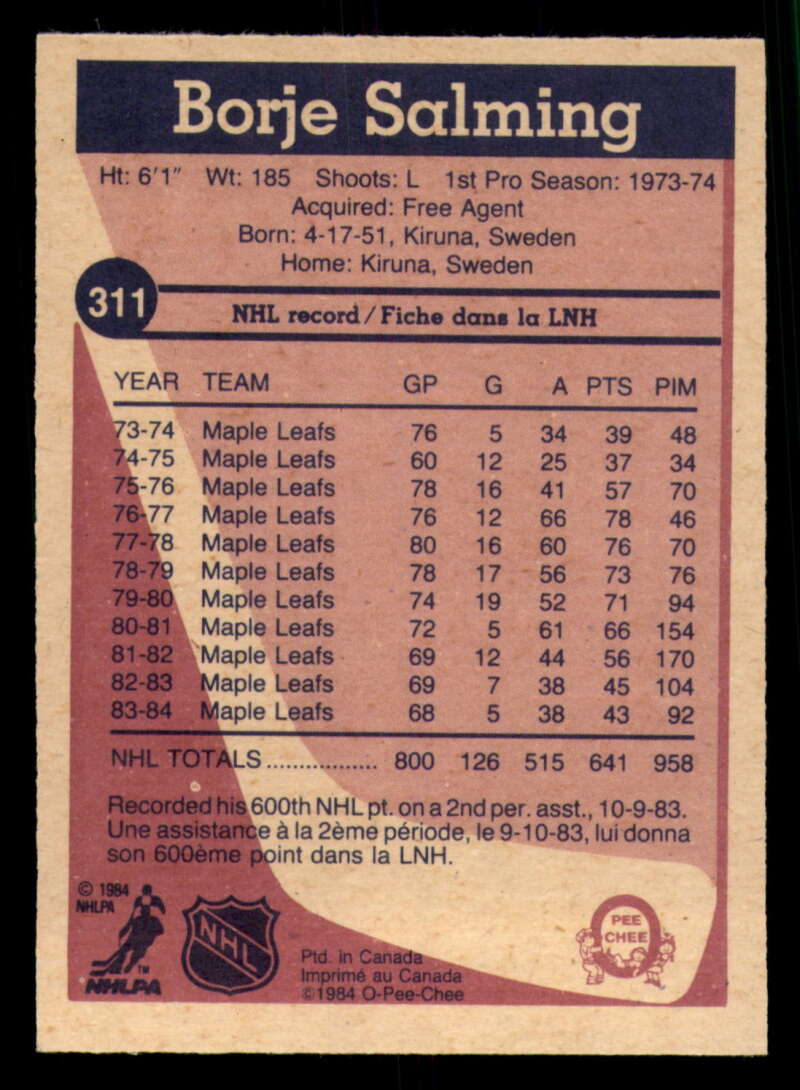 Borje Salming
Ht: 6'1" Wt: 185 Shoots: L 1st Pro Season: 1973-74
Acquired: Free Agent
Born: 4-17-51, Kiruna, Sweden
Home: Kiruna, Sweden
311
NHL record/Fiche dans la LNH
YEAR TEAM GP G A PTS PIM
73-74 Maple Leafs 76 5 34 39 48
74-75 Maple Leafs 60 12 25 37 34
75-76 Maple Leafs 78 16 41 57 70
76-77 Maple Leafs 76 12 66 78 46
77-78 Maple Leafs 80 16 60 76 70
78-79 Maple Leafs 78 17 56 73 76
79-80 Maple Leafs 74 19 52 71 94
80-81 Maple Leafs 72 5 61 66 154
81-82 Maple Leafs 69 12 44 56 170
82-83 Maple Leafs 69 7 38 45 104
83-84 Maple Leafs 68 5 38 43 92
NHL TOTALS................. 800 126 515 641 958
Recorded his 600th NHL pt. on a 2nd per. asst., 10-9-83.
Une assistance à la 2ème période, le 9-10-83, lui donna
son 600ème point dans la LNH.
© 1984
NHLPA
TM
NHLPA
NHL
Ptd. in Canada
Imprimé au Canada
©1984 O-Pee-Chee
O
PEE
CHEE